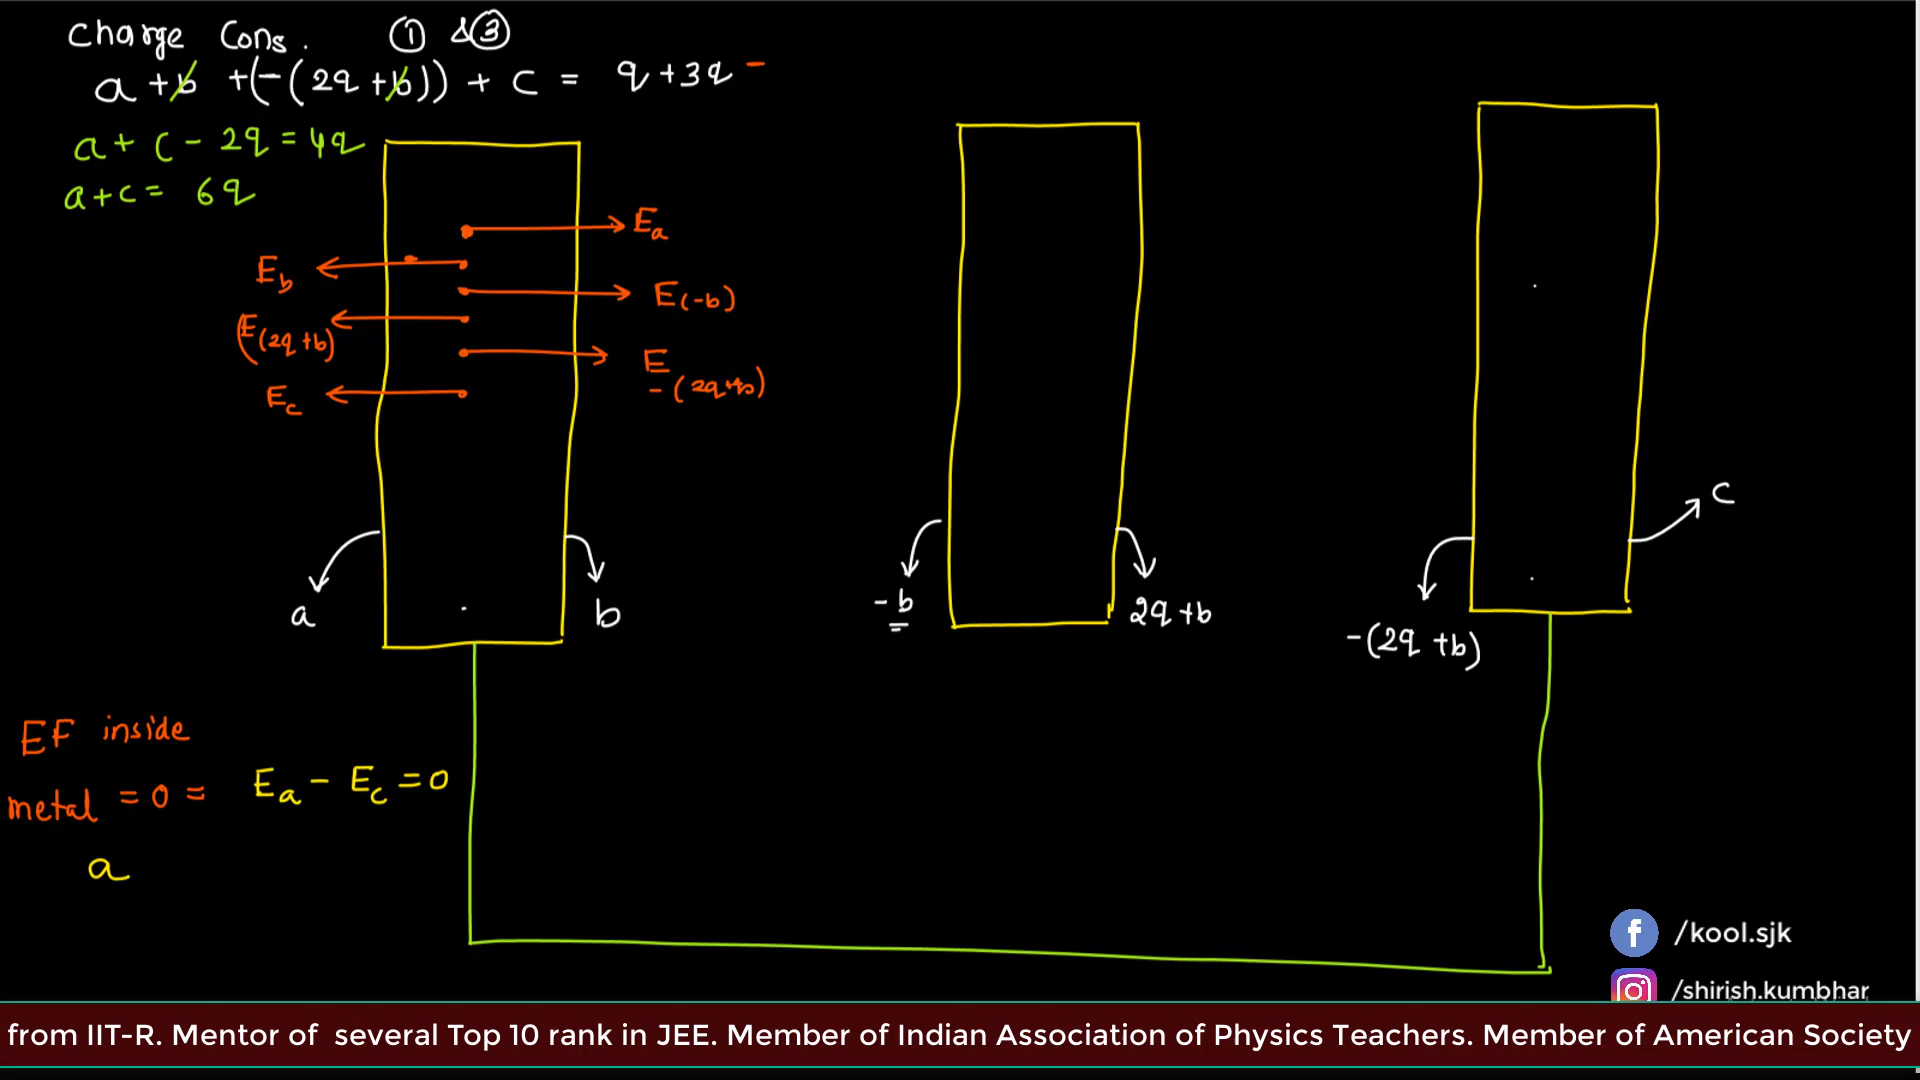 Charge Cons. ① & ③
a + b + (-(2q + b)) + c = q + 3q -
a + c - 2q = 4q
a + c = 6q
Ea
Eb
E(-b)
E(2q+b)
E-(2q+b)
Ec
c
a
b
-b
2q+b
-(2q+b)
EF inside
metal = 0 = Ea - Ec = 0
a
/kool.sjk
/shirish.kumbhar
from IIT-R. Mentor of several Top 10 rank in JEE. Member of Indian Association of Physics Teachers. Member of American Society